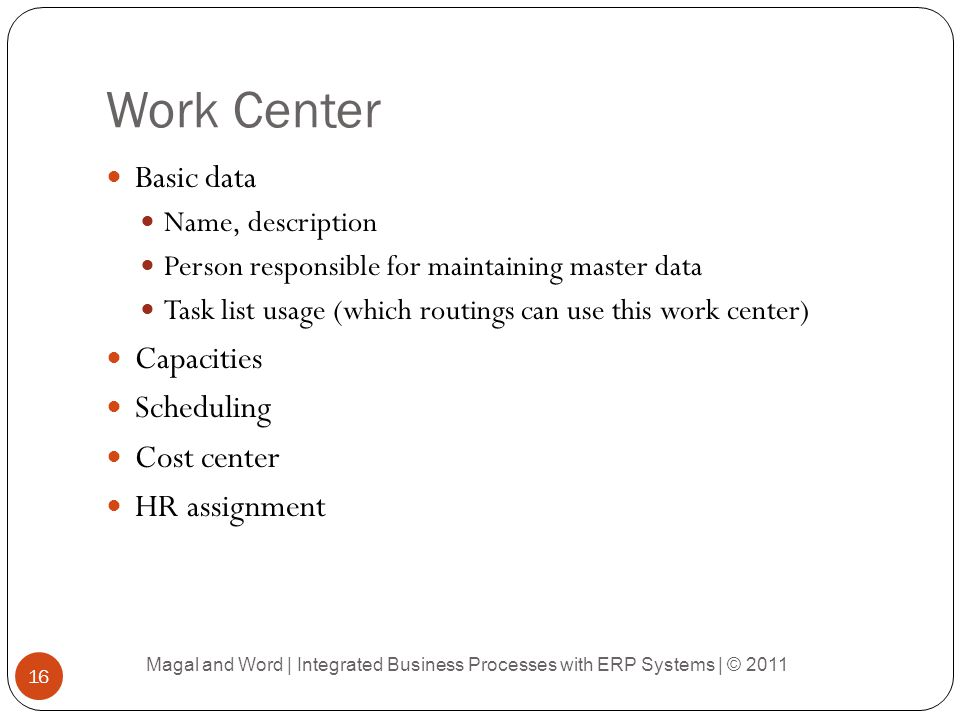 Work Center
Basic data
Name, description
Person responsible for maintaining master data
Task list usage (which routings can use this work center)
Capacities
Scheduling
Cost center
HR assignment
Magal and Word | Integrated Business Processes with ERP Systems | © 2011
16